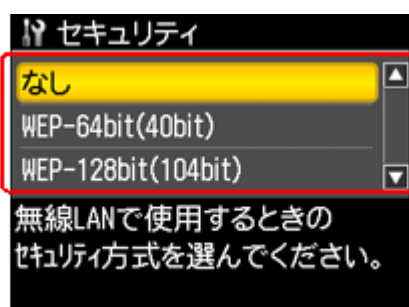 セキュリティ
なし
WEP-64bit(40bit)
WEP-128bit(104bit)
無線LANで使用するときの
ｾｷｭﾘﾃｨ方式を選んでください。